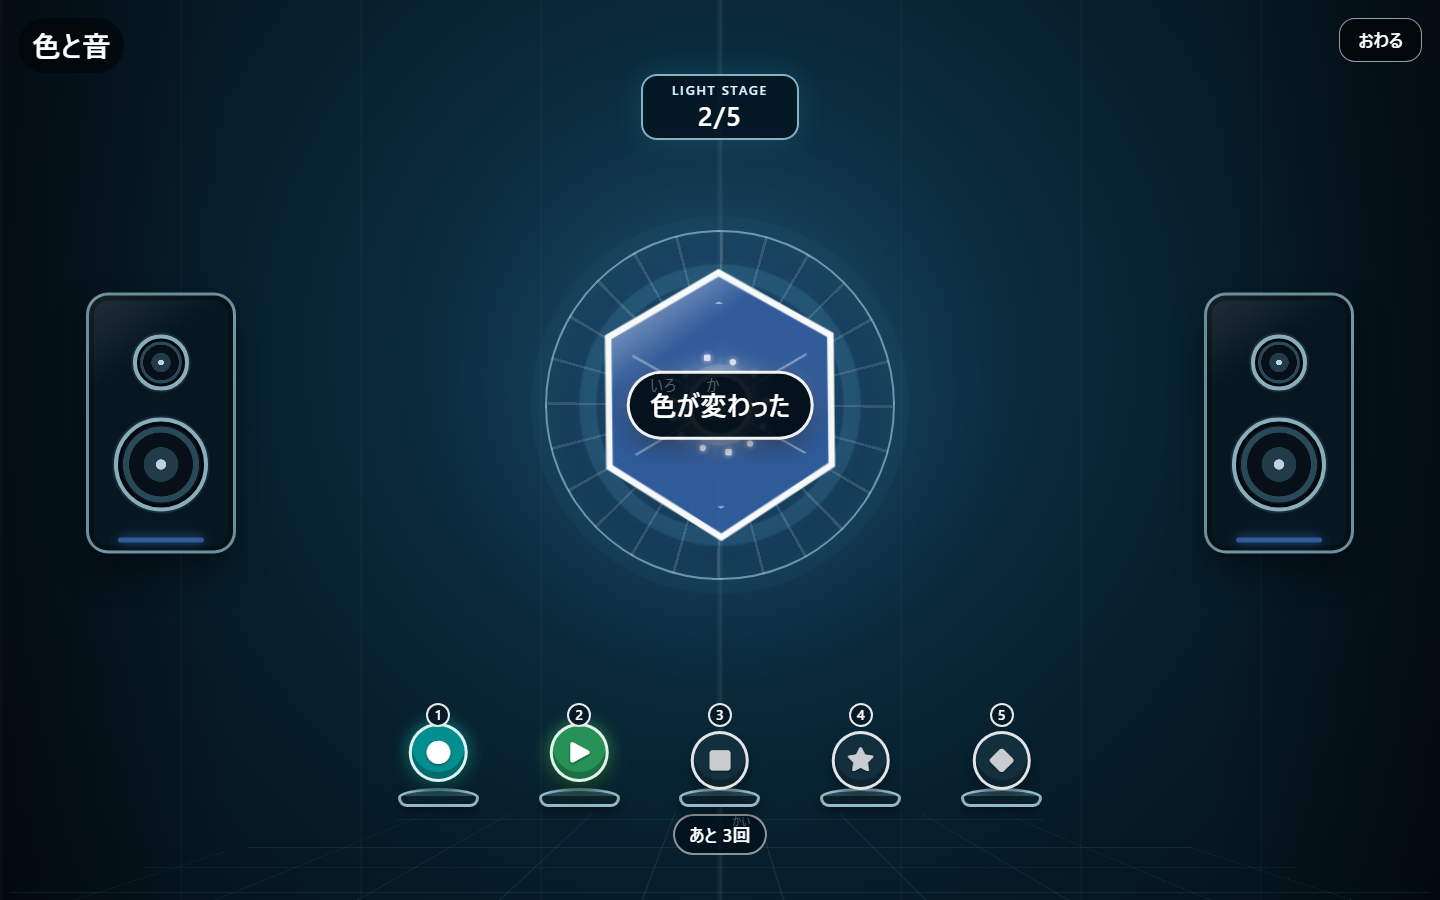 色と音
おわる
LIGHT STAGE
2/5
いろ か
色が変わった
1 2 3 4 5
かい
あと 3回